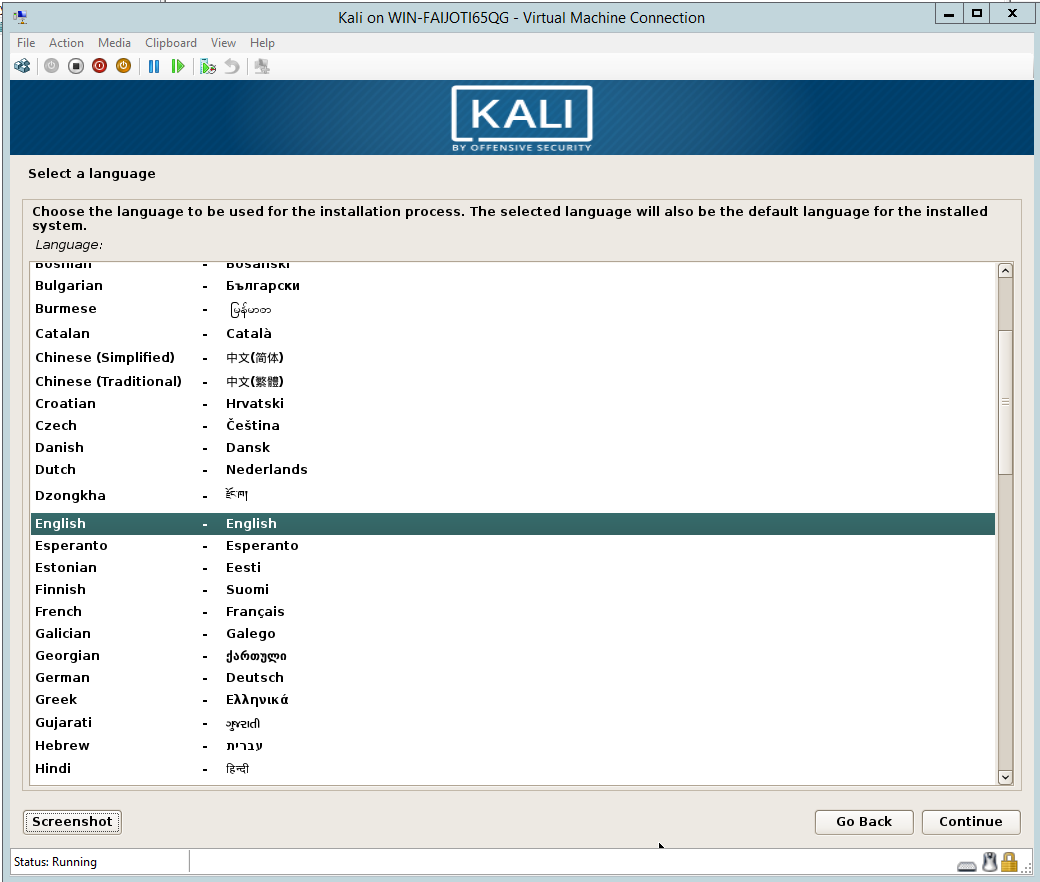 Kali on WIN-FAIJOTI65QG - Virtual Machine Connection
File Action Media Clipboard View Help
KALI
BY OFFENSIVE SECURITY
Select a language
Choose the language to be used for the installation process. The selected language will also be the default language for the installed
system.
Language:
Bosnian - Bosanski
Bulgarian - Български
Burmese - မြန်မာစာ
Catalan - Català
Chinese (Simplified) - 中文(简体)
Chinese (Traditional) - 中文(繁體)
Croatian - Hrvatski
Czech - Čeština
Danish - Dansk
Dutch - Nederlands
Dzongkha - རྫོང་ཁ།
English - English
Esperanto - Esperanto
Estonian - Eesti
Finnish - Suomi
French - Français
Galician - Galego
Georgian - ქართული
German - Deutsch
Greek - Ελληνικά
Gujarati - ગુજરાતી
Hebrew - עברית
Hindi - हिन्दी
Screenshot Go Back Continue
Status: Running